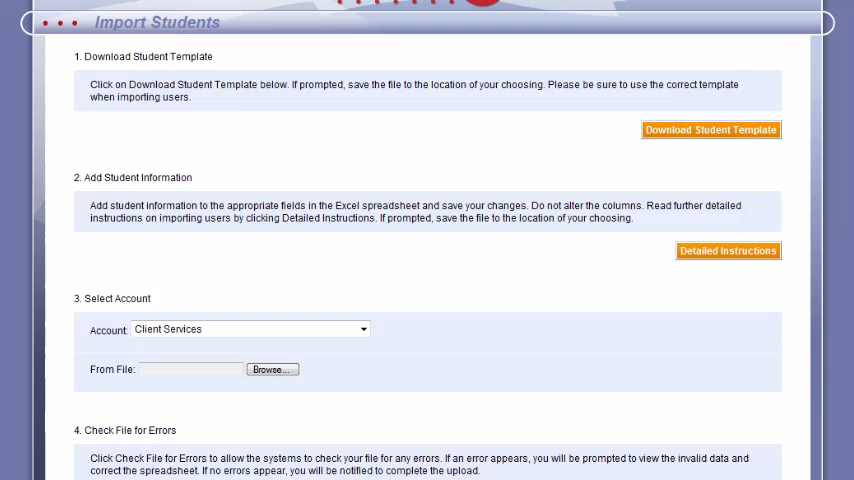 Import Students
1. Download Student Template
Click on Download Student Template below. If prompted, save the file to the location of your choosing. Please be sure to use the correct template
when importing users.
Download Student Template
2. Add Student Information
Add student information to the appropriate fields in the Excel spreadsheet and save your changes. Do not alter the columns. Read further detailed
instructions on importing users by clicking Detailed Instructions. If prompted, save the file to the location of your choosing.
Detailed Instructions
3. Select Account
Account: Client Services
From File: Browse...
4. Check File for Errors
Click Check File for Errors to allow the systems to check your file for any errors. If an error appears, you will be prompted to view the invalid data and
correct the spreadsheet. If no errors appear, you will be notified to complete the upload.